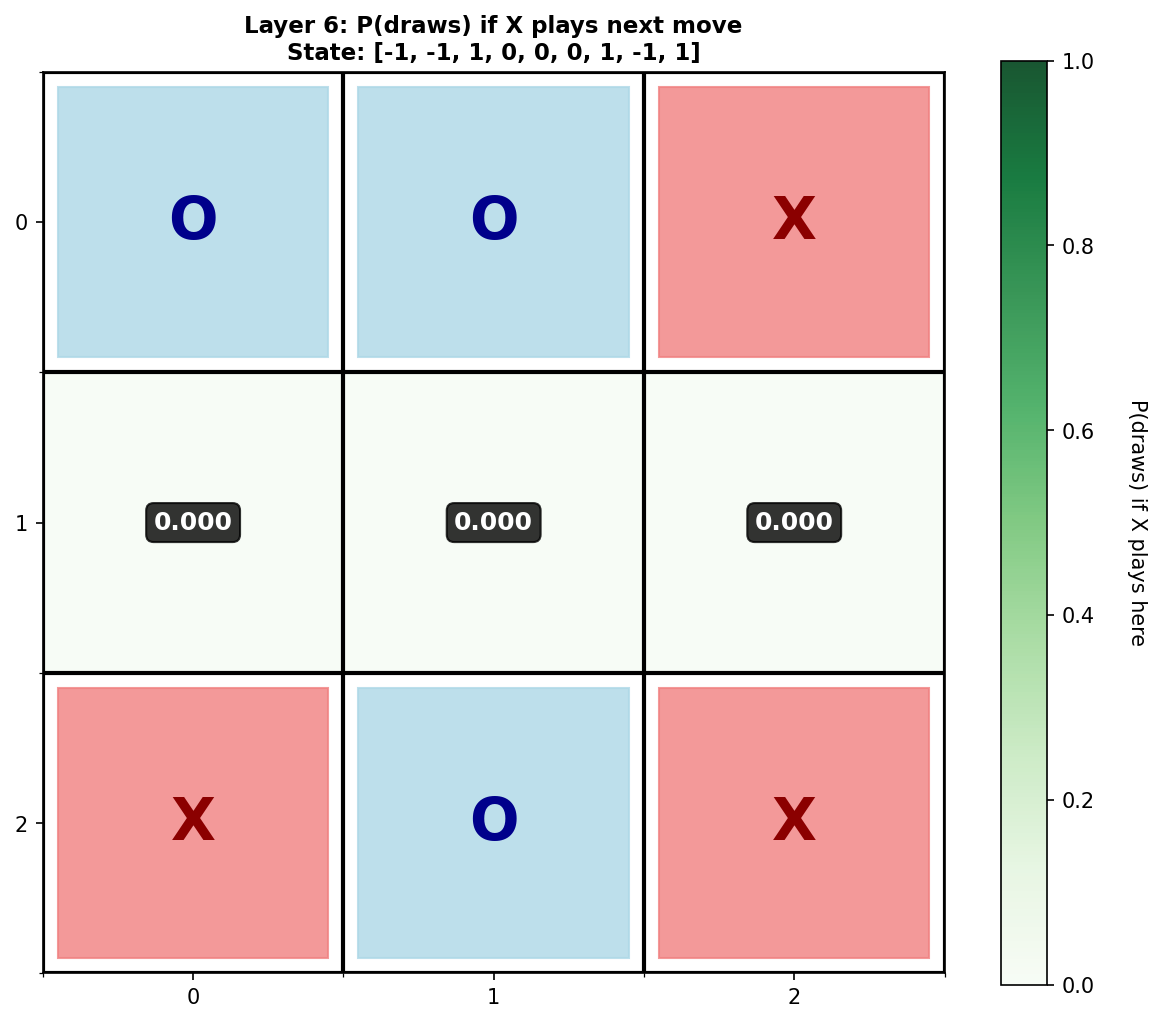 Layer 6: P(draws) if X plays next move
State: [-1, -1, 1, 0, 0, 0, 1, -1, 1]
0
O
O
X
1
0.000
0.000
0.000
2
X
O
X
0
1
2
1.0
0.8
0.6
0.4
0.2
0.0
P(draws) if X plays here